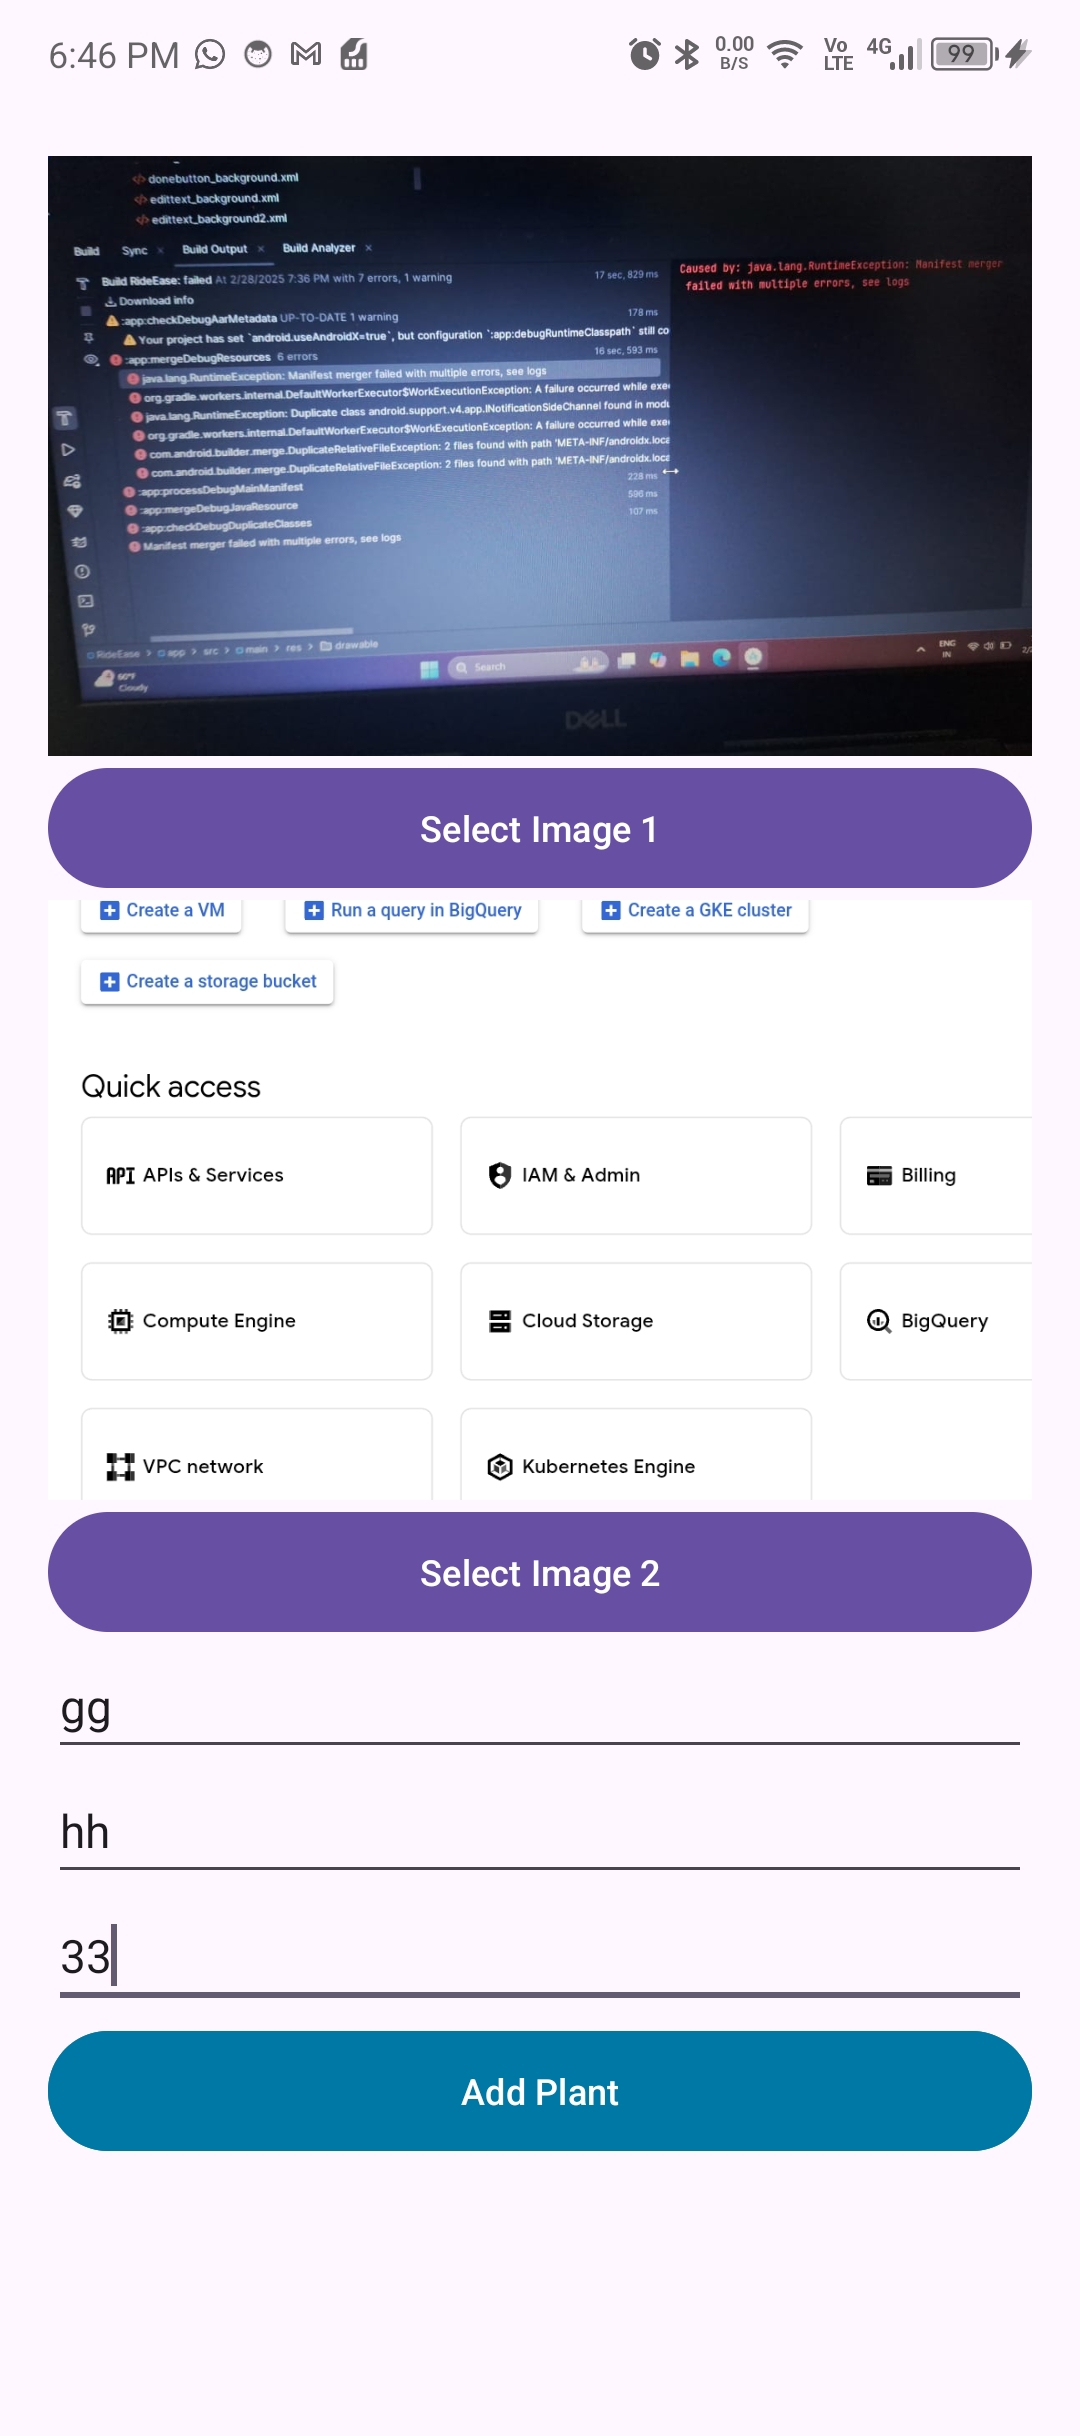 6:46 PM
0.00 B/S
Vo LTE
4G
99
donebutton_background.xml
edittext_background.xml
edittext_background2.xml
Build Sync × Build Output × Build Analyzer ×
Build RideEase: failed At 2/28/2025 7:36 PM with 7 errors, 1 warning 17 sec, 829 ms
Download info
:app:checkDebugAarMetadata UP-TO-DATE 1 warning 178 ms
Your project has set `android.useAndroidX=true`, but configuration `:app:debugRuntimeClasspath` still co
:app:mergeDebugResources 6 errors 16 sec, 593 ms
java.lang.RuntimeException: Manifest merger failed with multiple errors, see logs
org.gradle.workers.internal.DefaultWorkerExecutor$WorkExecutionException: A failure occurred while exe
java.lang.RuntimeException: Duplicate class android.support.v4.app.INotificationSideChannel found in modu
org.gradle.workers.internal.DefaultWorkerExecutor$WorkExecutionException: A failure occurred while exe
com.android.builder.merge.DuplicateRelativeFileException: 2 files found with path 'META-INF/androidx.loca
com.android.builder.merge.DuplicateRelativeFileException: 2 files found with path 'META-INF/androidx.loca
:app:processDebugMainManifest 228 ms
:app:mergeDebugJavaResource 596 ms
:app:checkDebugDuplicateClasses 107 ms
Manifest merger failed with multiple errors, see logs
Caused by: java.lang.RuntimeException: Manifest merger
failed with multiple errors, see logs
RideEase > app > src > main > res > drawable
Cloudy
Search
ENG
IN
DELL
Select Image 1
Create a VM
Run a query in BigQuery
Create a GKE cluster
Create a storage bucket
Quick access
API APIs & Services
IAM & Admin
Billing
Compute Engine
Cloud Storage
BigQuery
VPC network
Kubernetes Engine
Select Image 2
gg
hh
33
Add Plant